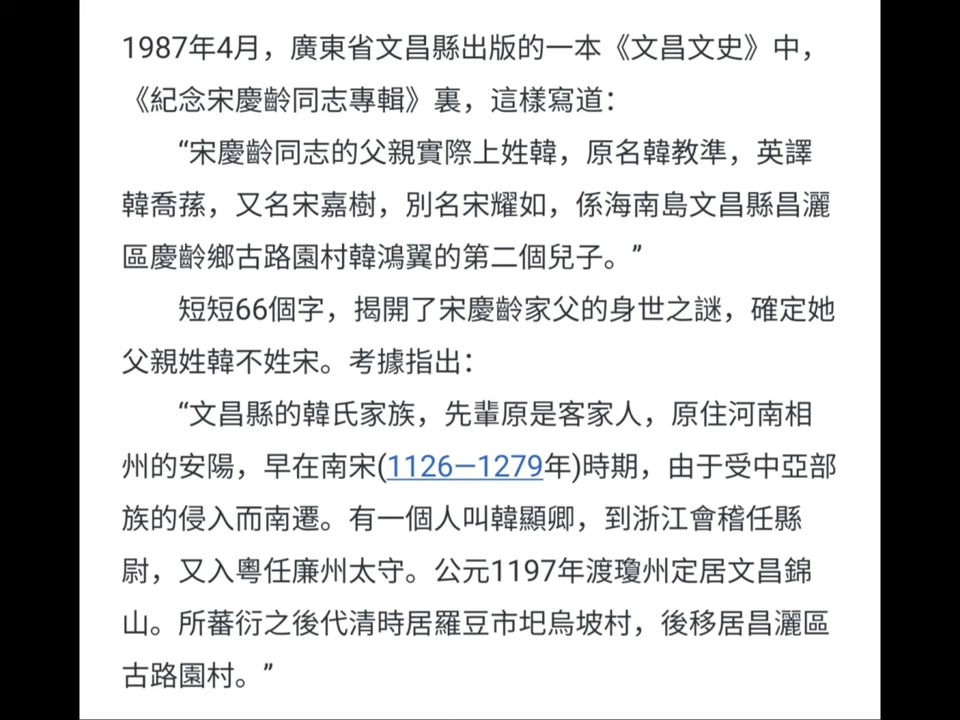 1987年4月，廣東省文昌縣出版的一本《文昌文史》中，
《紀念宋慶齡同志專輯》裏，這樣寫道：
“宋慶齡同志的父親實際上姓韓，原名韓教準，英譯
韓喬蓀，又名宋嘉樹，別名宋耀如，係海南島文昌縣昌灑
區慶齡鄉古路園村韓鴻翼的第二個兒子。”
短短66個字，揭開了宋慶齡家父的身世之謎，確定她
父親姓韓不姓宋。考據指出：
“文昌縣的韓氏家族，先輩原是客家人，原住河南相
州的安陽，早在南宋(1126—1279年)時期，由于受中亞部
族的侵入而南遷。有一個人叫韓顯卿，到浙江會稽任縣
尉，又入粵任廉州太守。公元1197年渡瓊州定居文昌錦
山。所蕃衍之後代清時居羅豆市圯烏坡村，後移居昌灑區
古路園村。”